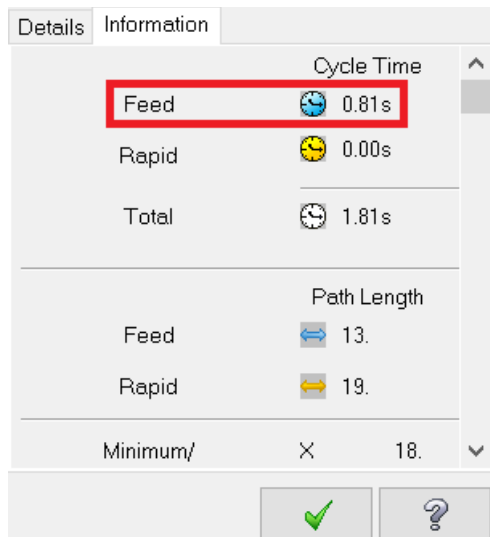 Details Information
Cycle Time
Feed 0.81s
Rapid 0.00s
Total 1.81s
Path Length
Feed 13.
Rapid 19.
Minimum/ X 18.